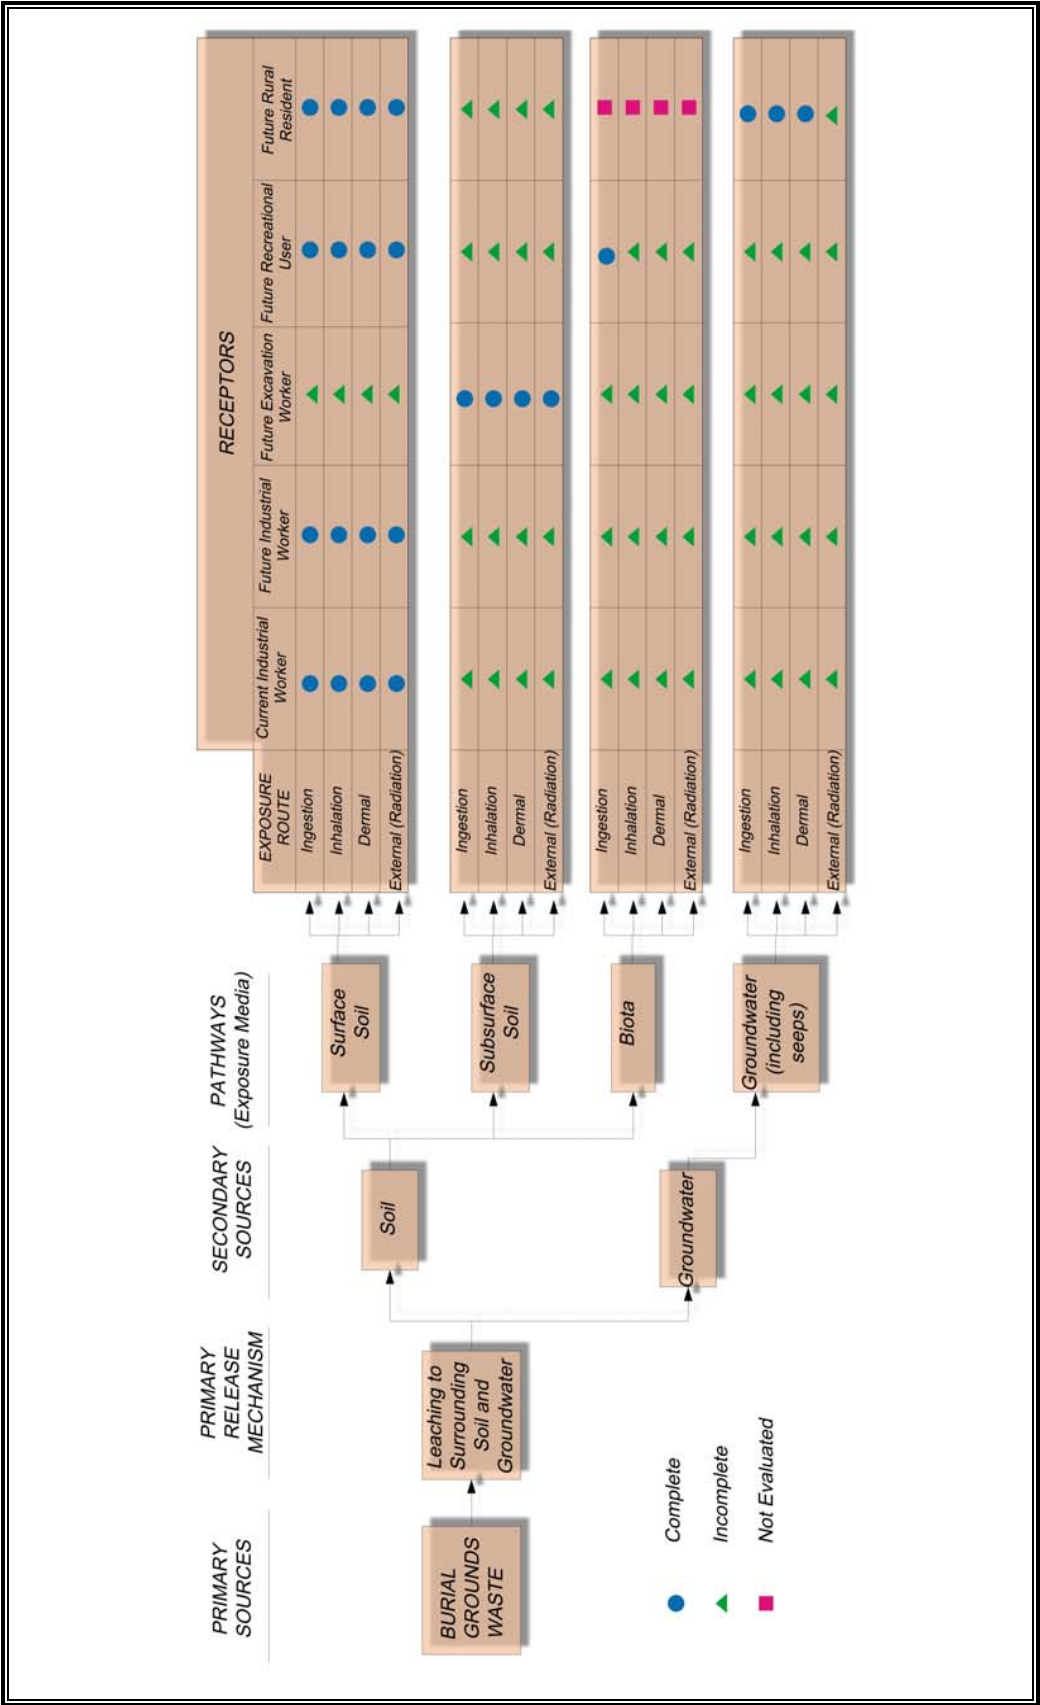 PRIMARY
SOURCES
PRIMARY
RELEASE
MECHANISM
SECONDARY
SOURCES
PATHWAYS
(Exposure Media)
RECEPTORS
EXPOSURE
ROUTE
Current Industrial
Worker
Future Industrial
Worker
Future Excavation
Worker
Future Recreational
User
Future Rural
Resident
BURIAL
GROUNDS
WASTE
Leaching to
Surrounding
Soil and
Groundwater
Soil
Groundwater
Surface
Soil
Ingestion
Inhalation
Dermal
External (Radiation)
Subsurface
Soil
Ingestion
Inhalation
Dermal
External (Radiation)
Biota
Ingestion
Inhalation
Dermal
External (Radiation)
Groundwater
(including
seeps)
Ingestion
Inhalation
Dermal
External (Radiation)
Complete
Incomplete
Not Evaluated